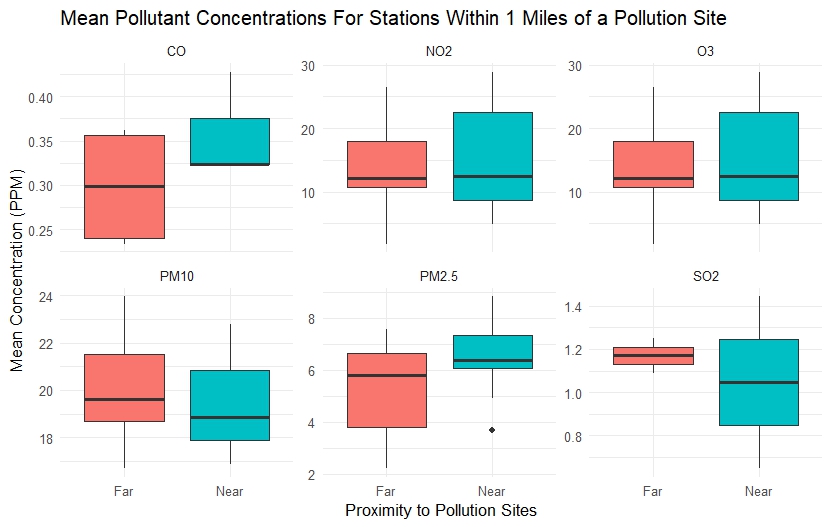 Mean Pollutant Concentrations For Stations Within 1 Miles of a Pollution Site
CO
NO2
O3
0.40
0.35
0.30
0.25
30
20
10
30
20
10
Mean Concentration (PPM)
PM10
PM2.5
SO2
24
22
20
18
8
6
4
2
1.4
1.2
1.0
0.8
Far
Near
Far
Near
Far
Near
Proximity to Pollution Sites